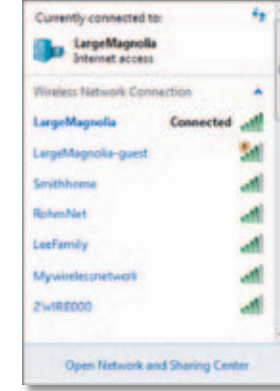 Currently connected to:
LargeMagnolia
Internet access
Wireless Network Connection
LargeMagnolia Connected
LargeMagnolia-guest
Smithhome
RohmNet
LeeFamily
Mywirelessnetwork
2WIRE000
Open Network and Sharing Center